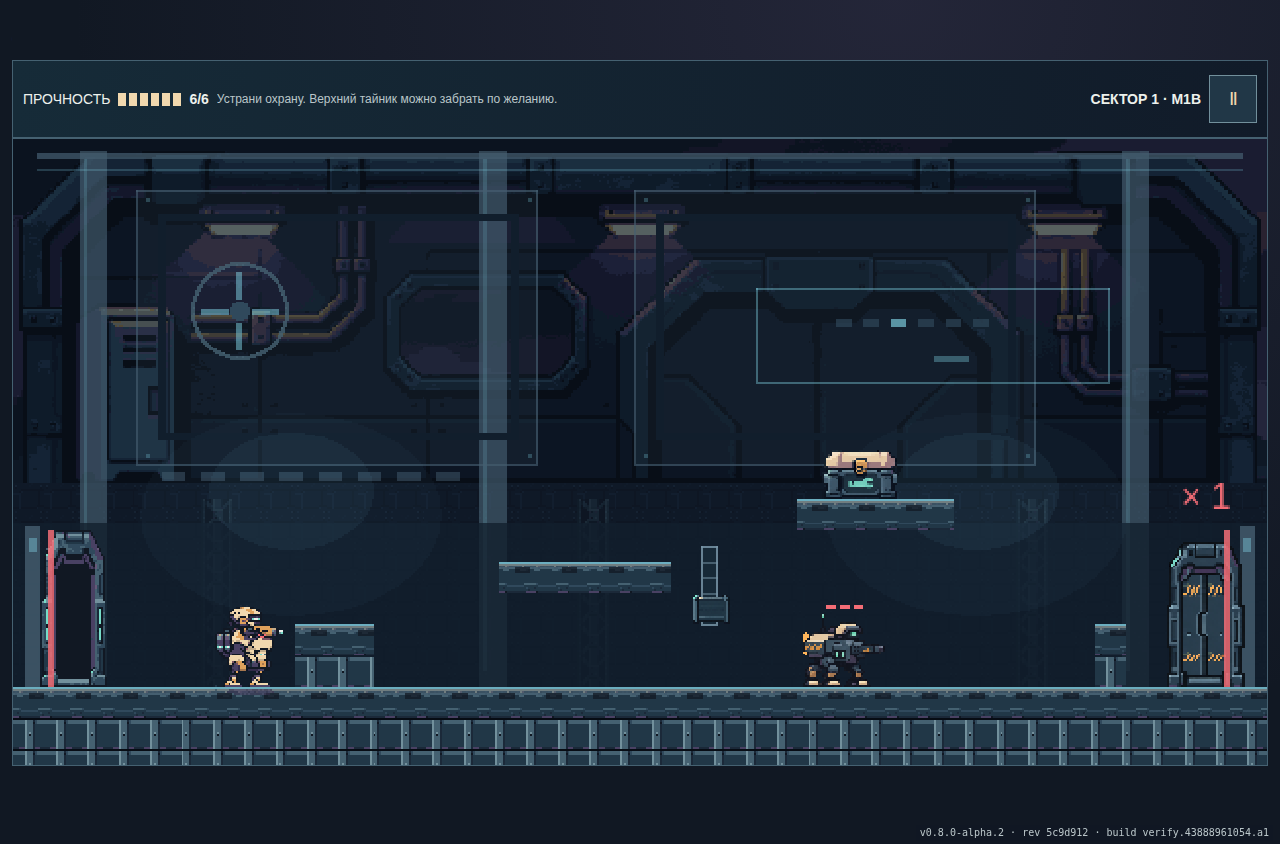 ПРОЧНОСТЬ 6/6 Устрани охрану. Верхний тайник можно забрать по желанию. СЕКТОР 1 · M1B
× 1
v0.8.0-alpha.2 · rev 5c9d912 · build verify.43888961054.a1